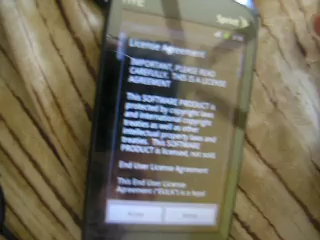 HTC
Sprint
License Agreement
IMPORTANT, PLEASE READ
CAREFULLY. THIS IS A LICENSE
AGREEMENT
This SOFTWARE PRODUCT is
protected by copyright laws
and international copyright
treaties as well as other
intellectual property laws and
treaties. This SOFTWARE
PRODUCT is licensed, not sold.
End User License Agreement
This End User License
Agreement ("EULA") is a legal
Accept